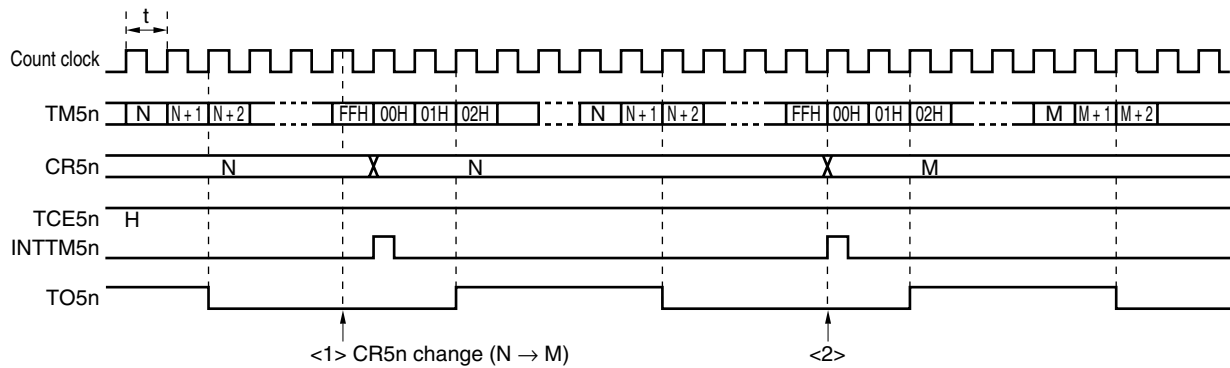 t
Count clock
TM5n N N + 1 N + 2 FFH 00H 01H 02H N N + 1 N + 2 FFH 00H 01H 02H M M + 1 M + 2
CR5n N N M
TCE5n H
INTTM5n
TO5n
<1> CR5n change (N → M) <2>